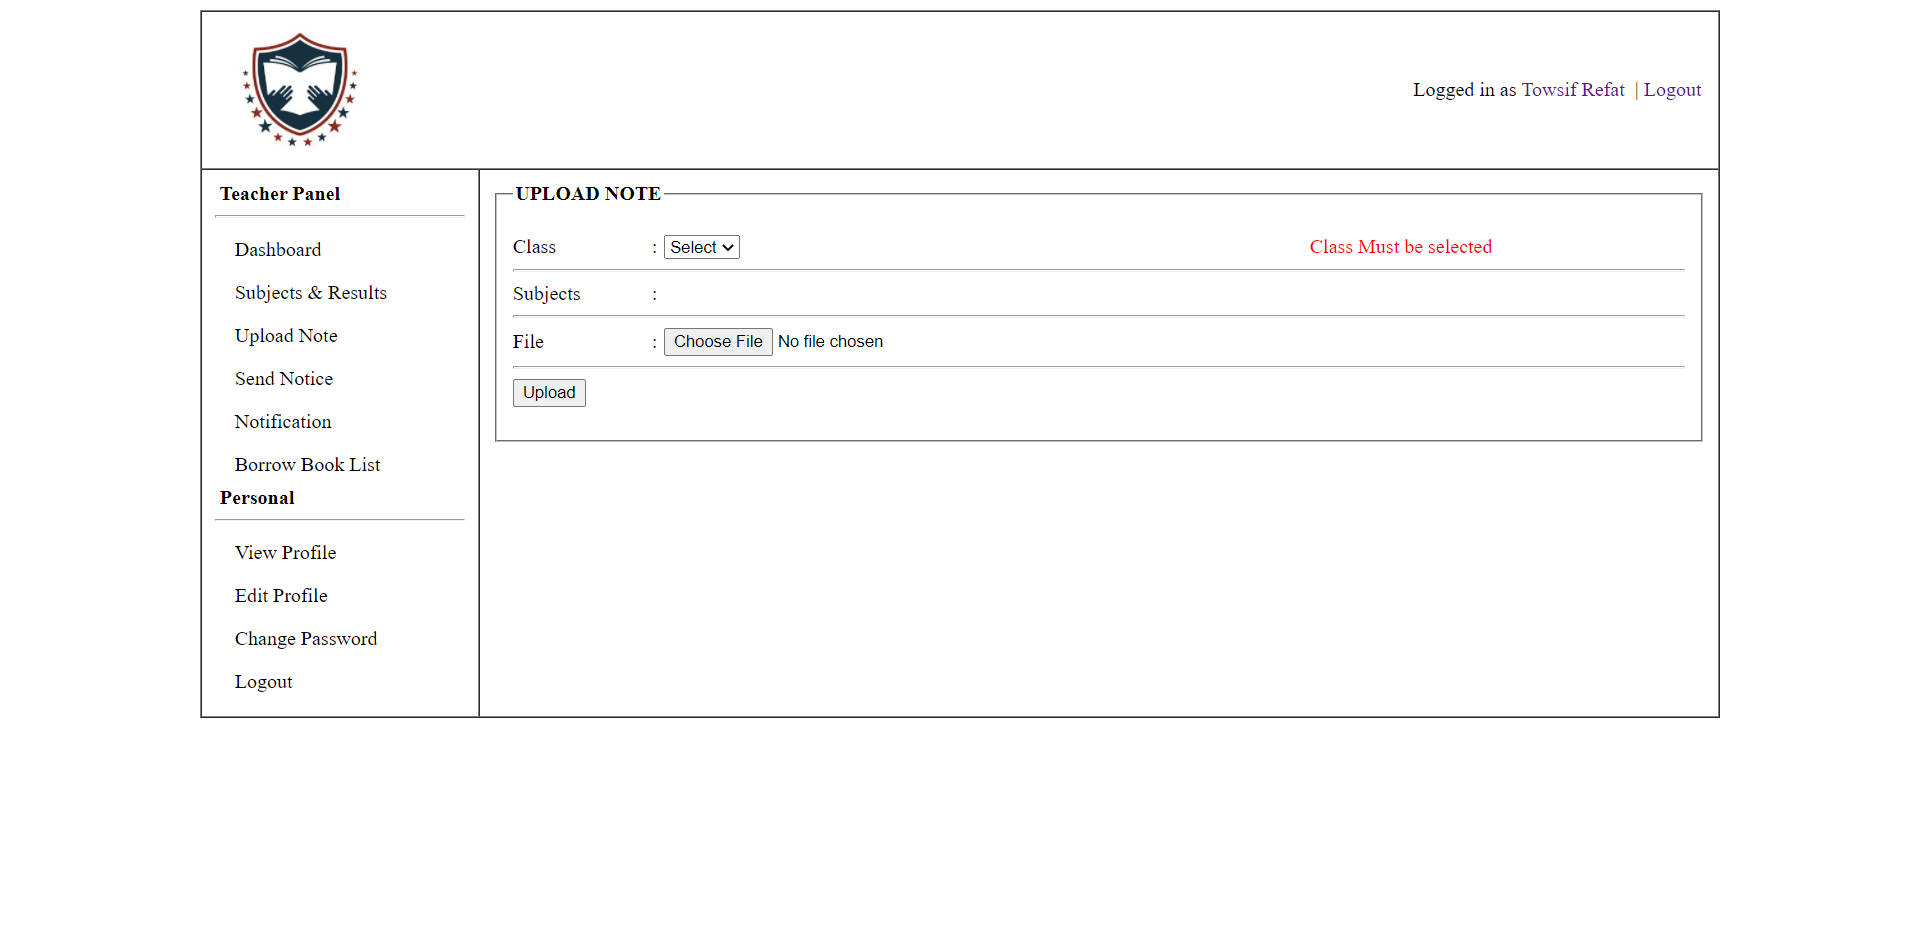 Logged in as Towsif Refat | Logout
Teacher Panel
Dashboard
Subjects & Results
Upload Note
Send Notice
Notification
Borrow Book List
Personal
View Profile
Edit Profile
Change Password
Logout
UPLOAD NOTE
Class : Select Class Must be selected
Subjects :
File : Choose File No file chosen
Upload